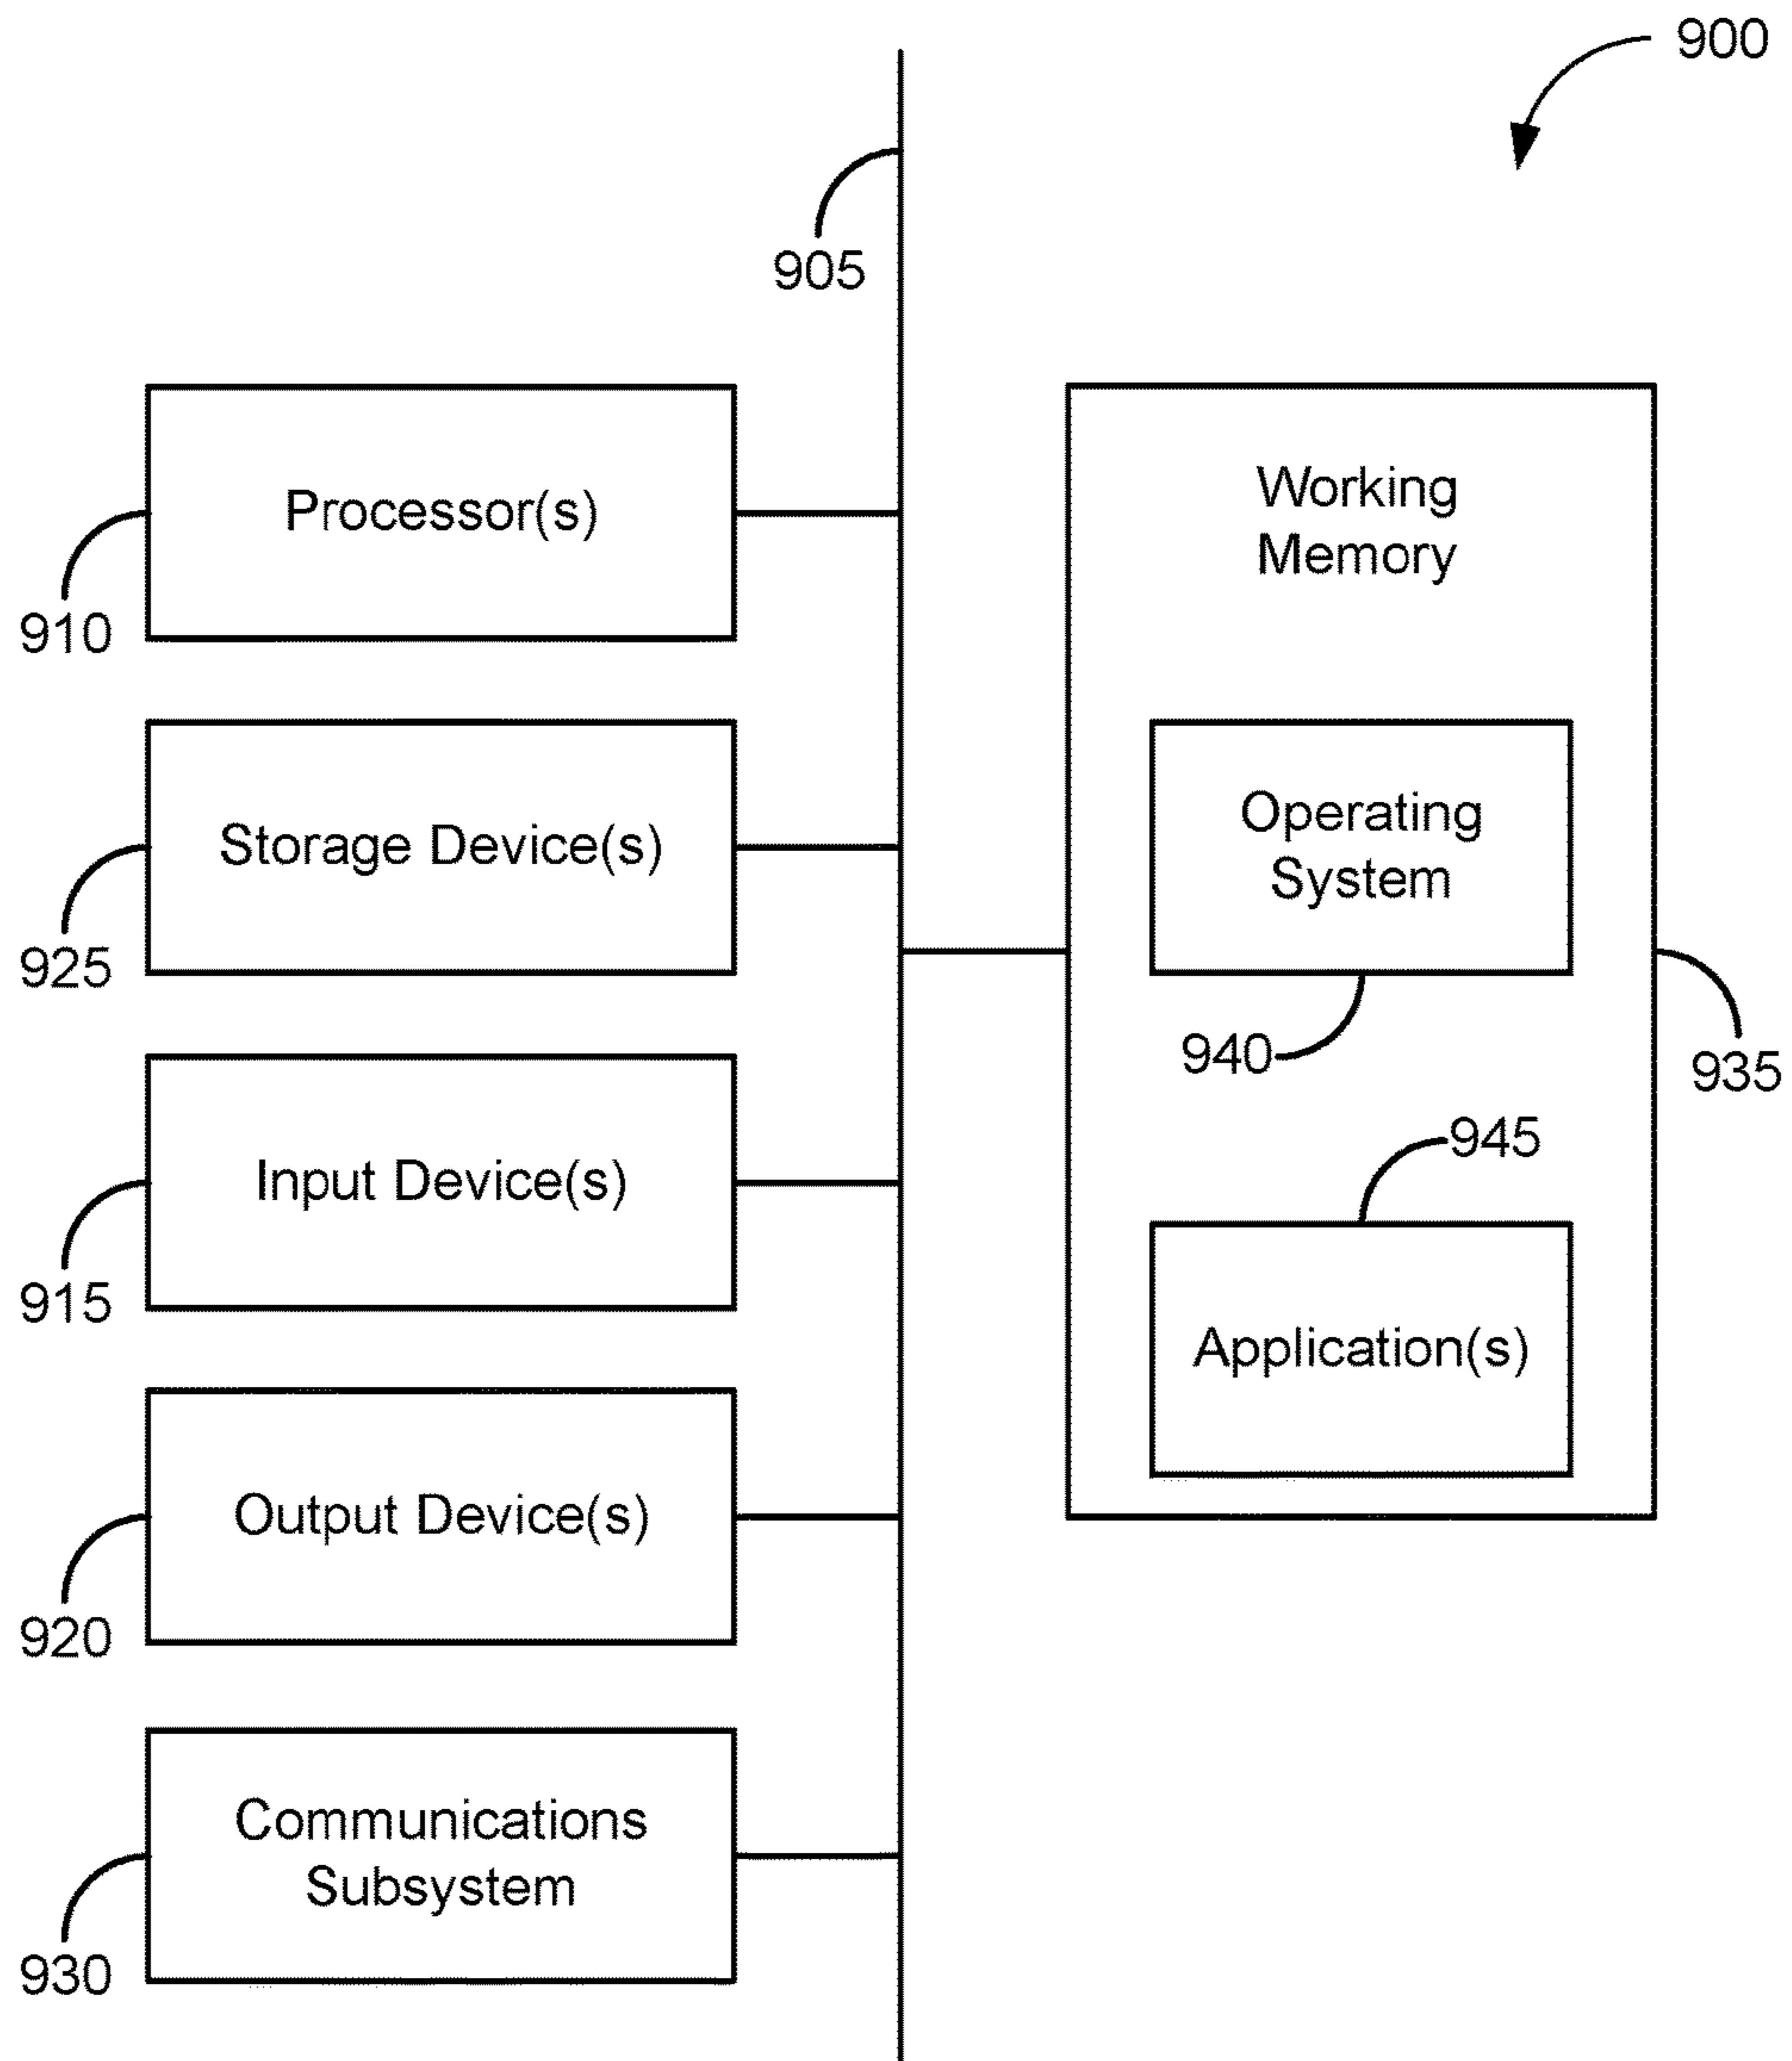 900
905
Processor(s)
910
Storage Device(s)
925
Input Device(s)
915
Output Device(s)
920
Communications
Subsystem
930
Working
Memory
Operating
System
940
935
945
Application(s)